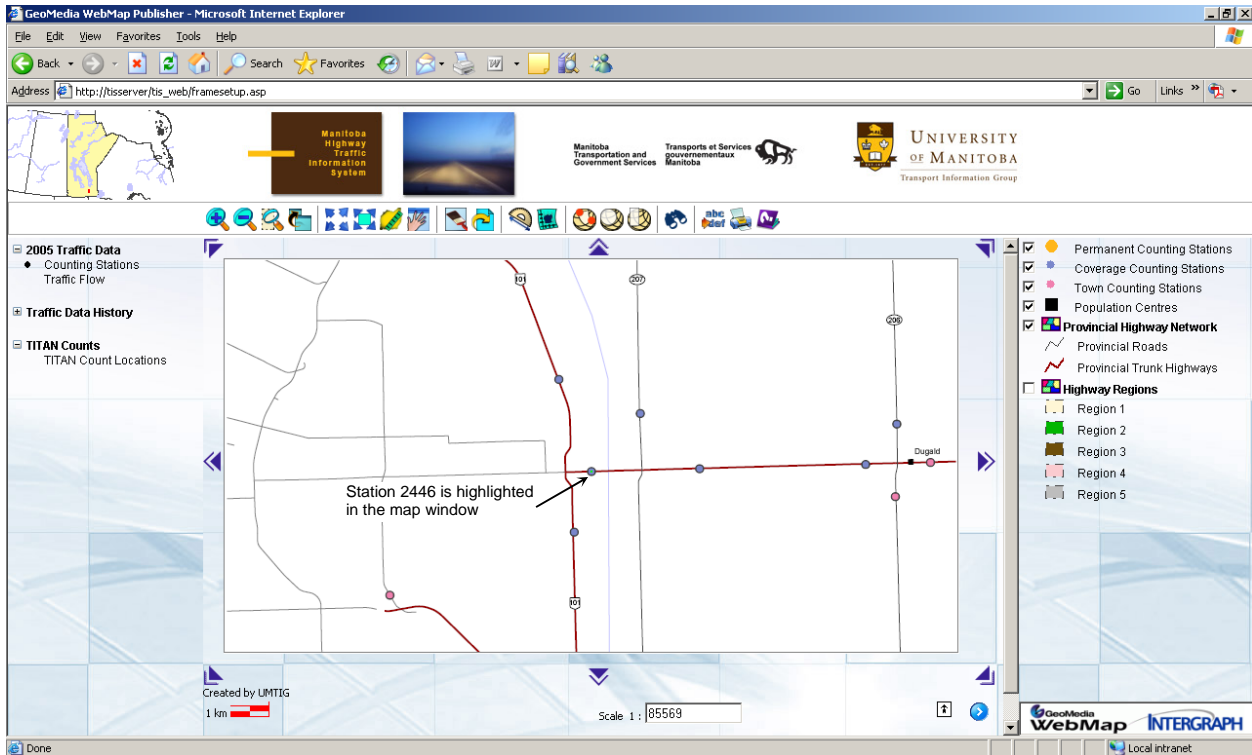 GeoMedia WebMap Publisher - Microsoft Internet Explorer
File Edit View Favorites Tools Help
Back Search Favorites
Address http://tisserver/tis_web/framesetup.asp Go Links »
Manitoba
Highway
Traffic
Information
System
Manitoba
Transportation and
Government Services
Transports et Services
gouvernementaux
Manitoba
UNIVERSITY
OF MANITOBA
Transport Information Group
abc
def
2005 Traffic Data
Counting Stations
Traffic Flow
Traffic Data History
TITAN Counts
TITAN Count Locations
101
207
206
Dugald
Station 2446 is highlighted
in the map window
101
Permanent Counting Stations
Coverage Counting Stations
Town Counting Stations
Population Centres
Provincial Highway Network
Provincial Roads
Provincial Trunk Highways
Highway Regions
Region 1
Region 2
Region 3
Region 4
Region 5
Created by UMTIG
1 km
Scale 1 : 85569
GeoMedia
WebMap
INTERGRAPH
Done
Local intranet